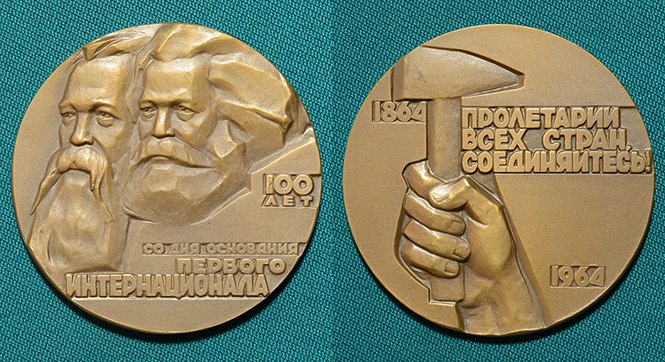 100
ЛЕТ
СО ДНЯ ОСНОВАНИЯ
ПЕРВОГО
ИНТЕРНАЦИОНАЛА
1864
ПРОЛЕТАРИИ
ВСЕХ СТРАН,
СОЕДИНЯЙТЕСЬ!
1964